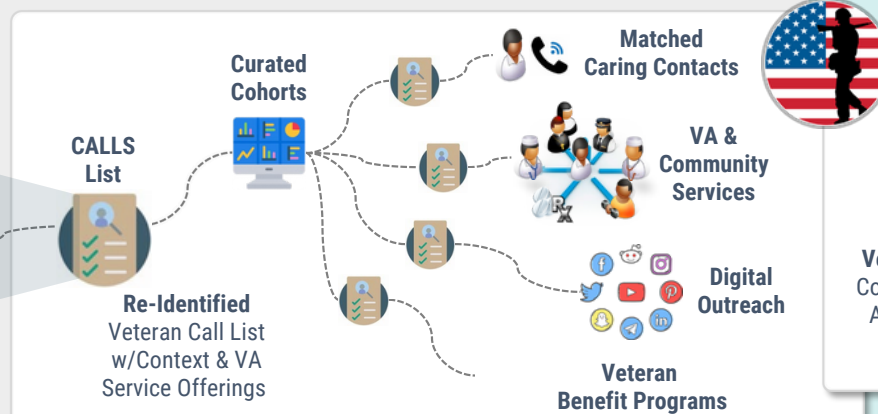 CALLS
List
Re-Identified
Veteran Call List
w/Context & VA
Service Offerings
Curated
Cohorts
Matched
Caring Contacts
VA &
Community
Services
Digital
Outreach
Veteran
Benefit Programs